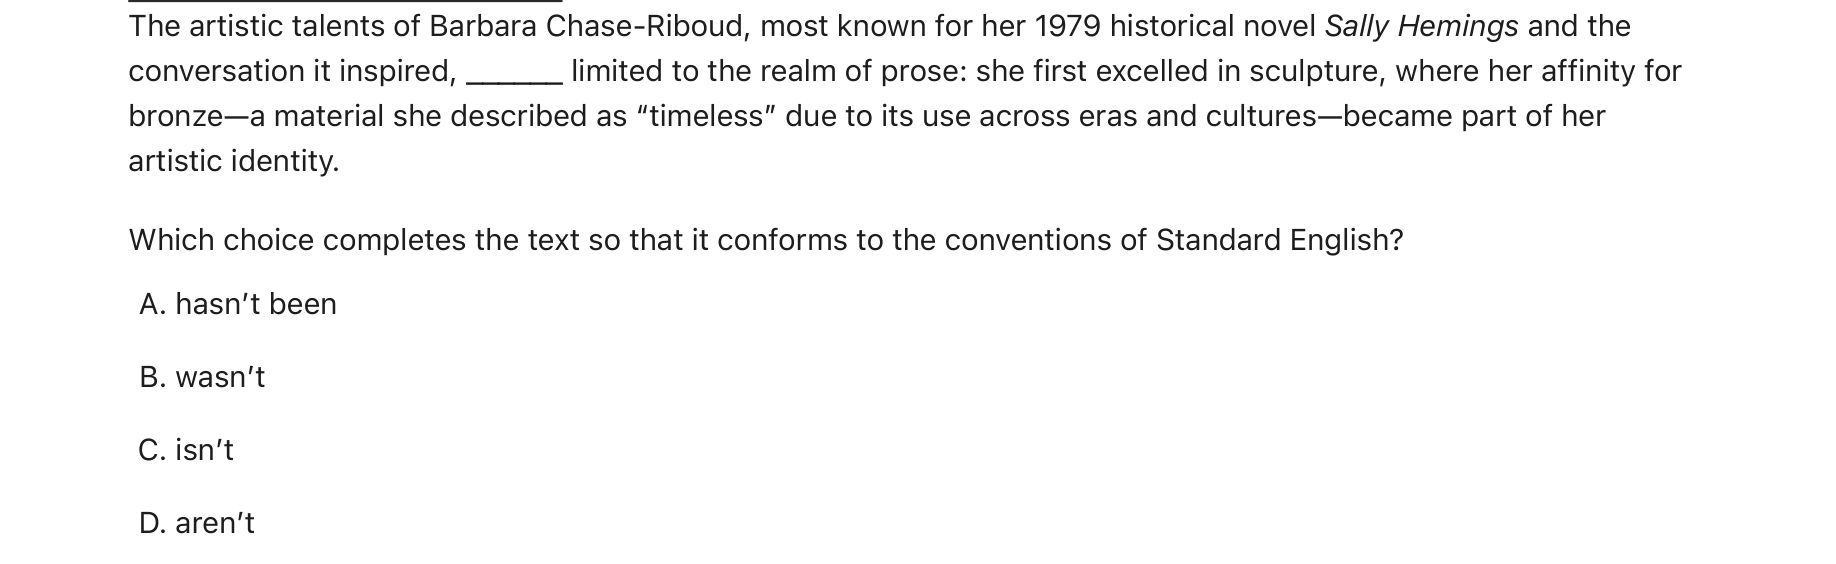 The artistic talents of Barbara Chase-Riboud, most known for her 1979 historical novel Sally Hemings and the
conversation it inspired, ______ limited to the realm of prose: she first excelled in sculpture, where her affinity for
bronze—a material she described as “timeless” due to its use across eras and cultures—became part of her
artistic identity.
Which choice completes the text so that it conforms to the conventions of Standard English?
A. hasn’t been
B. wasn’t
C. isn’t
D. aren’t